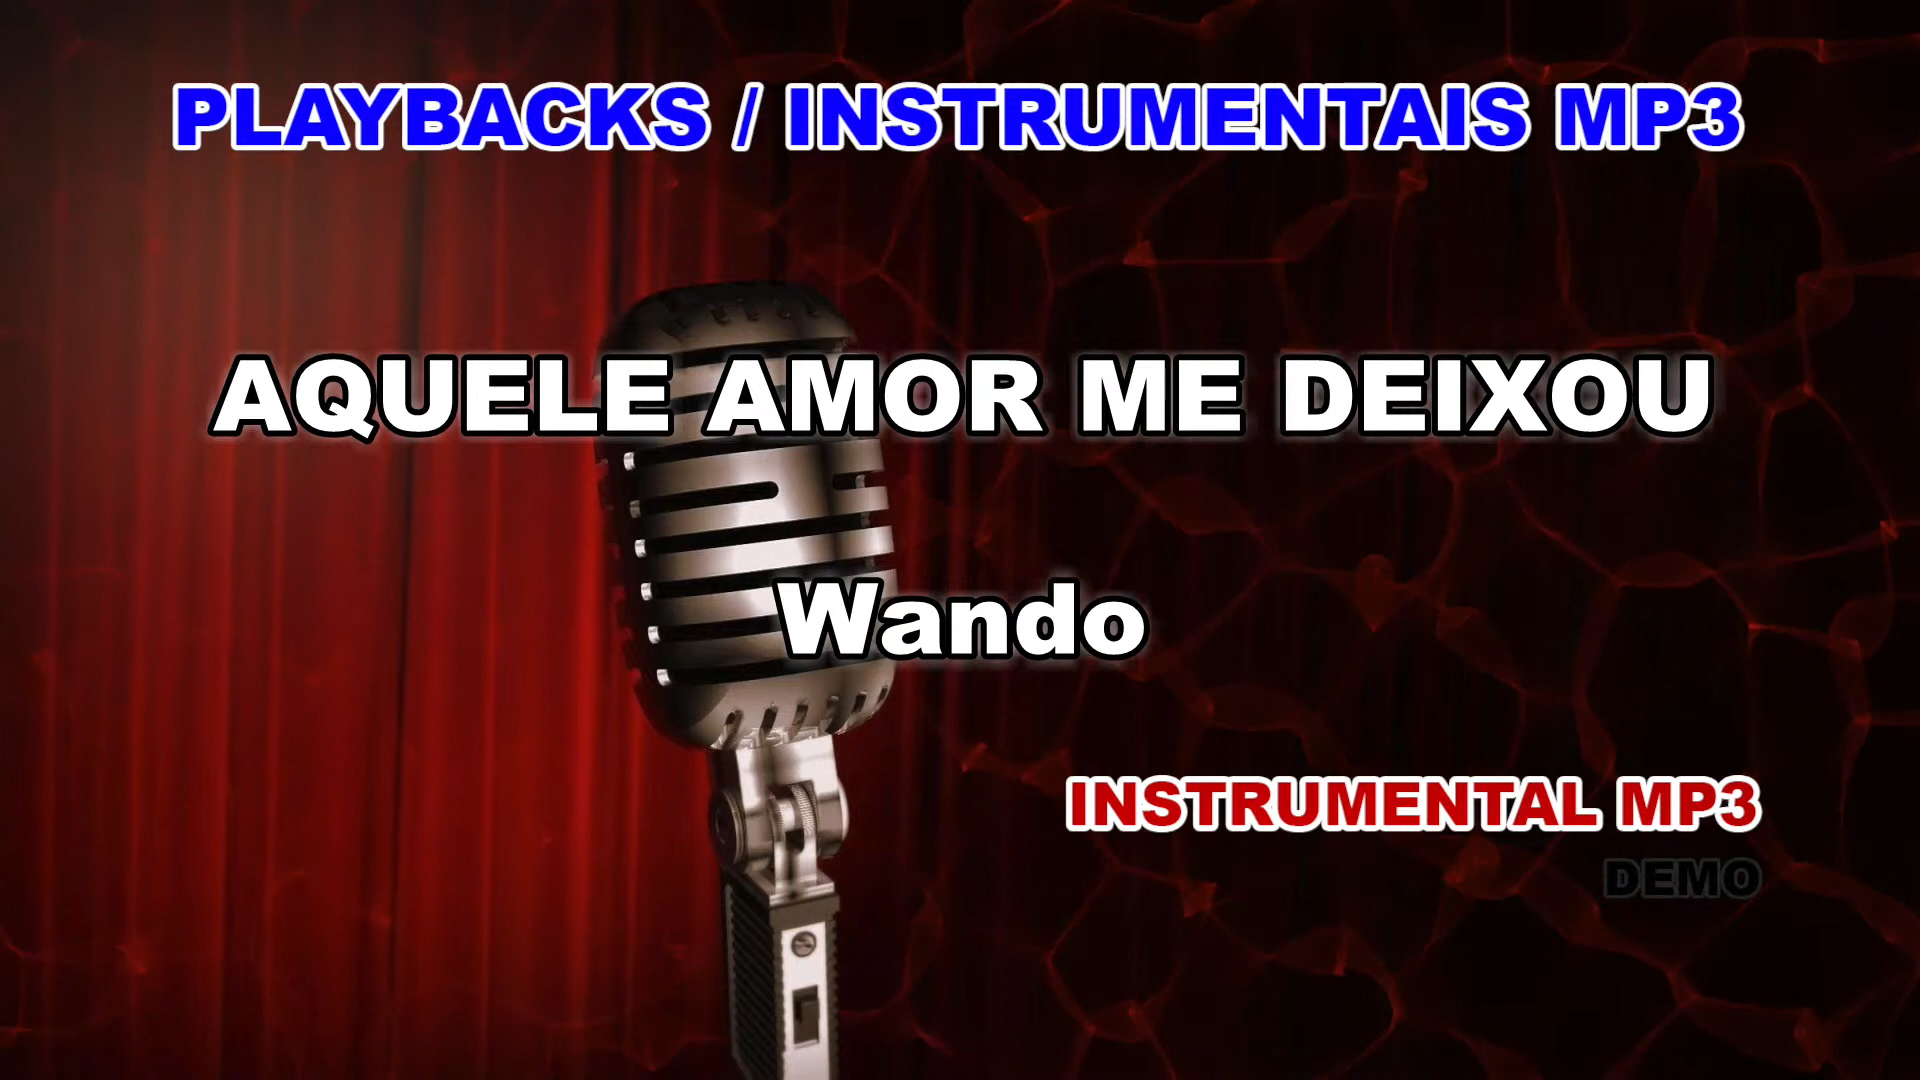 PLAYBACKS / INSTRUMENTAIS MP3
AQUELE AMOR ME DEIXOU
Wando
INSTRUMENTAL MP3
DEMO